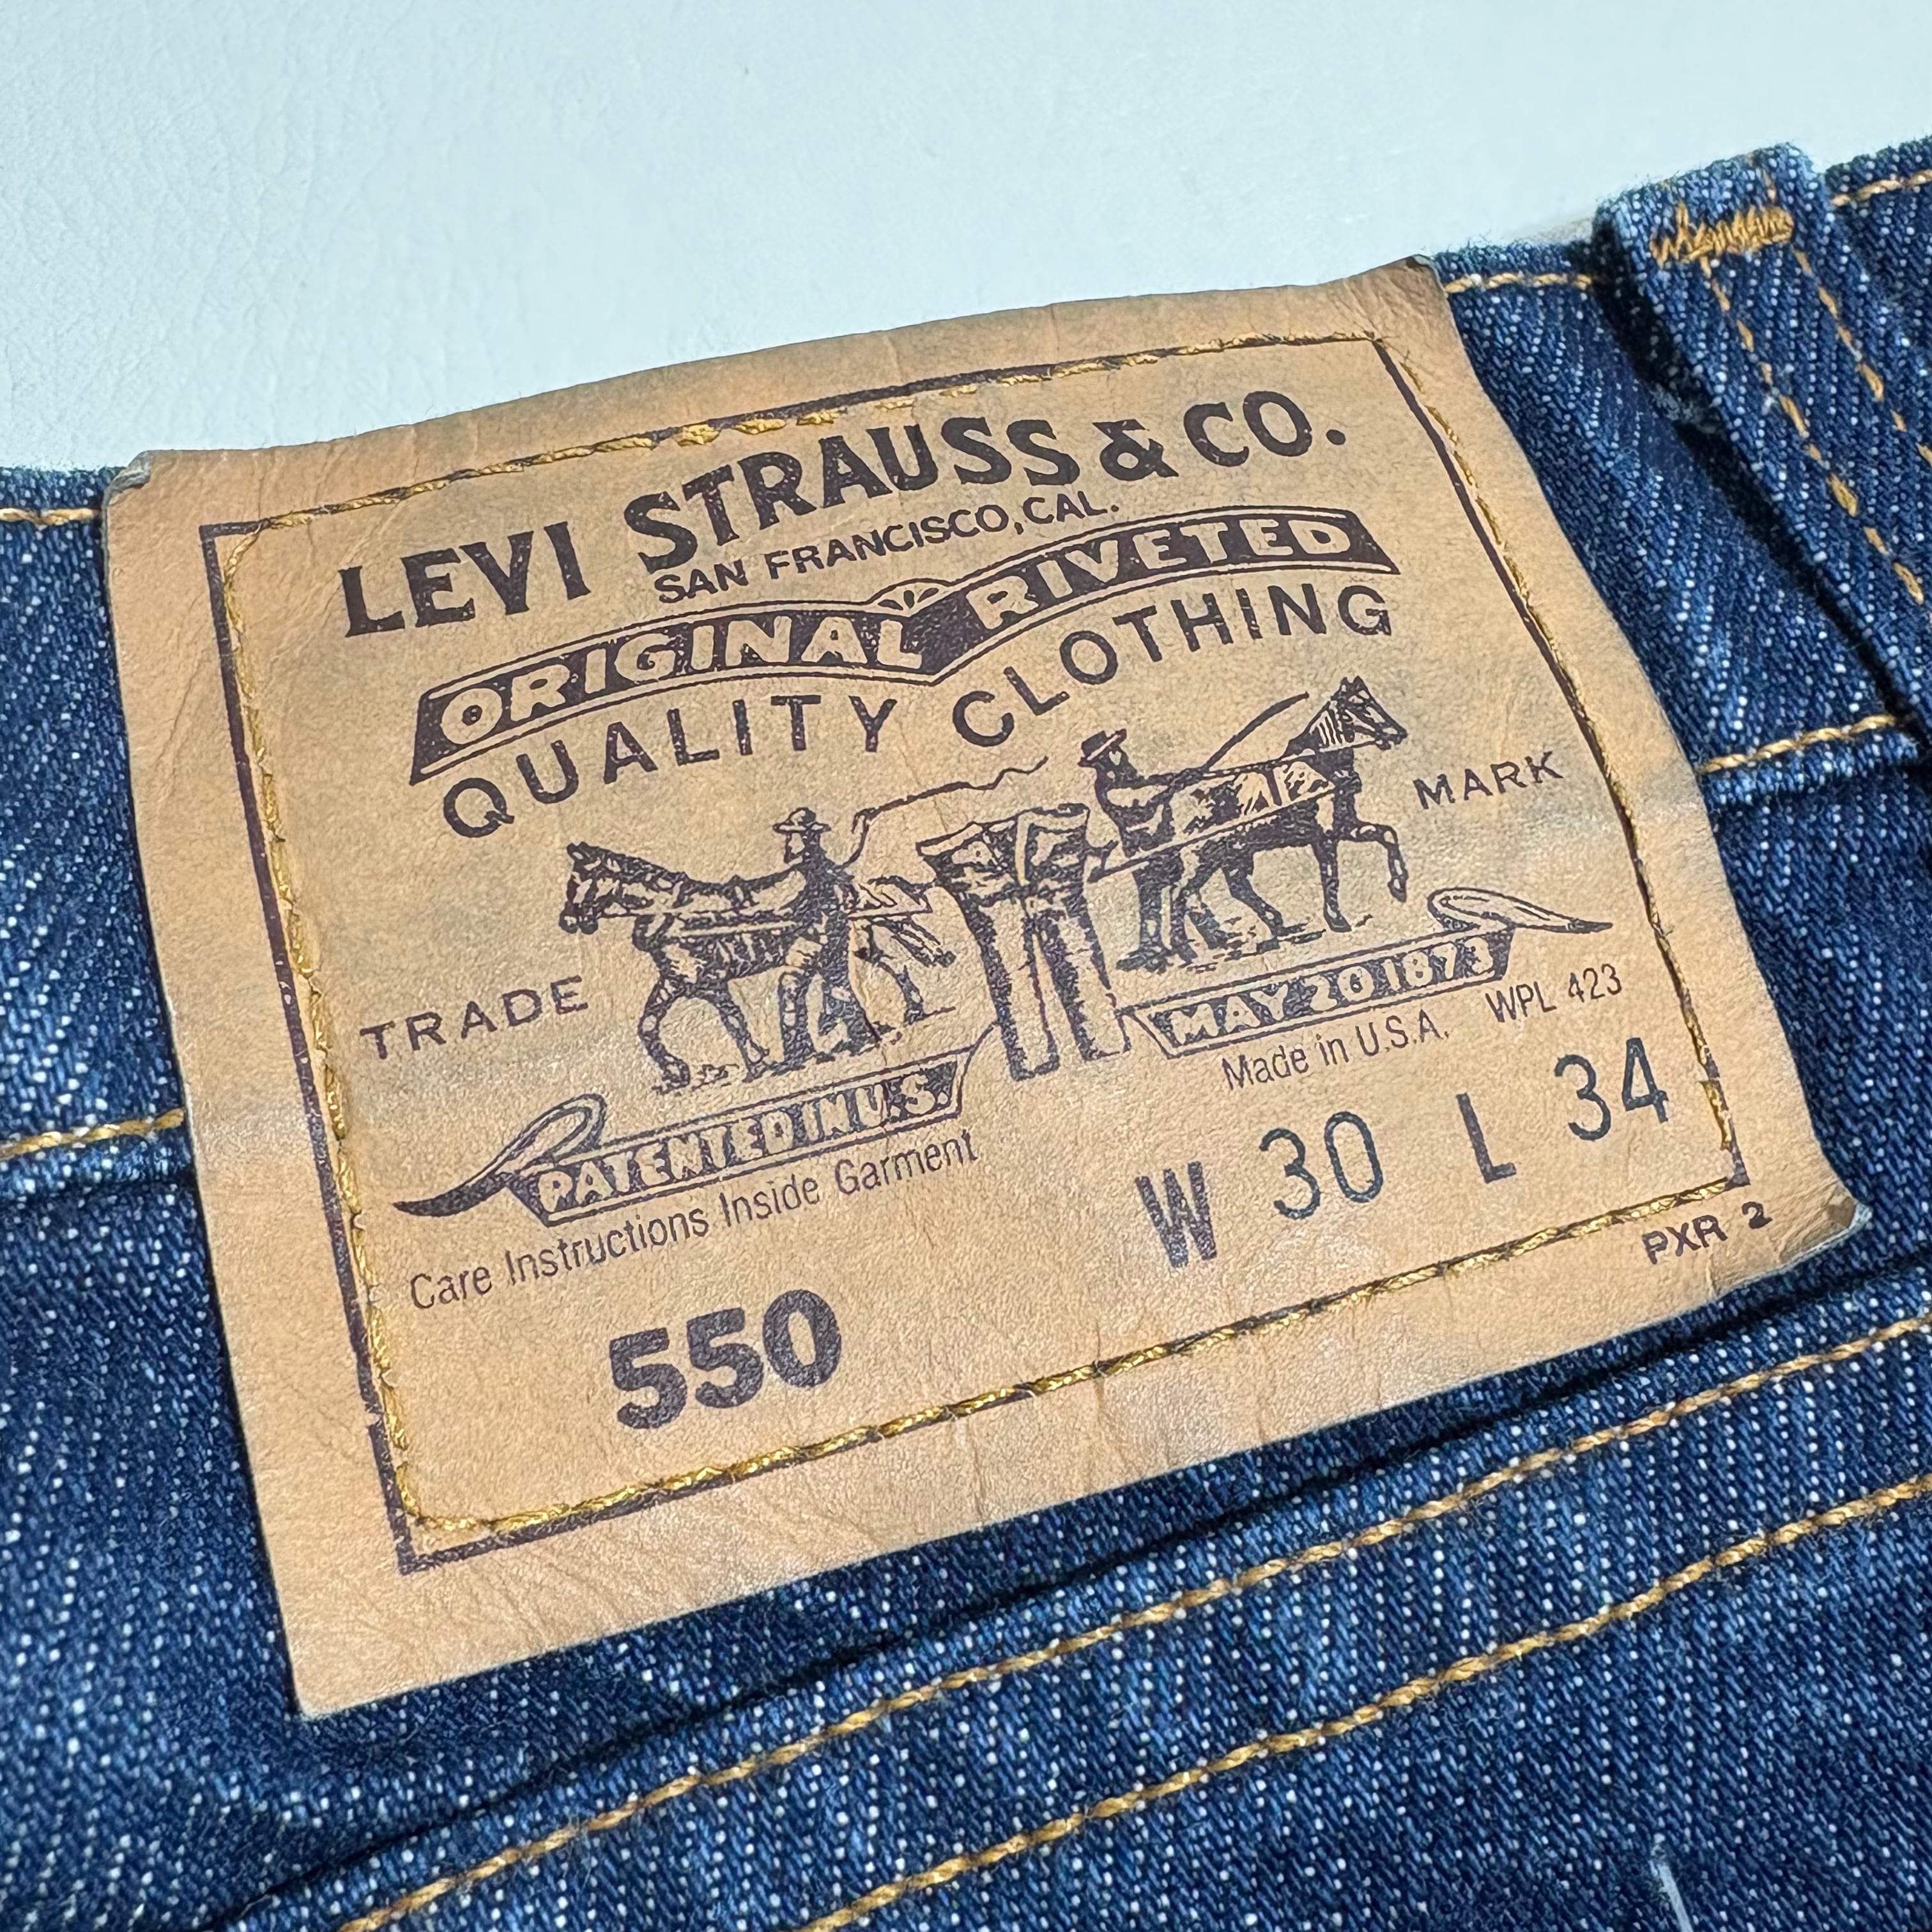 LEVI STRAUSS & CO.
SAN FRANCISCO, CAL.
ORIGINAL RIVETED
QUALITY CLOTHING
TRADE MARK
PATENTED IN U.S. MAY 20 1873
Made in U.S.A. WPL 423
Care Instructions Inside Garment
W 30 L 34
550
PXR 2